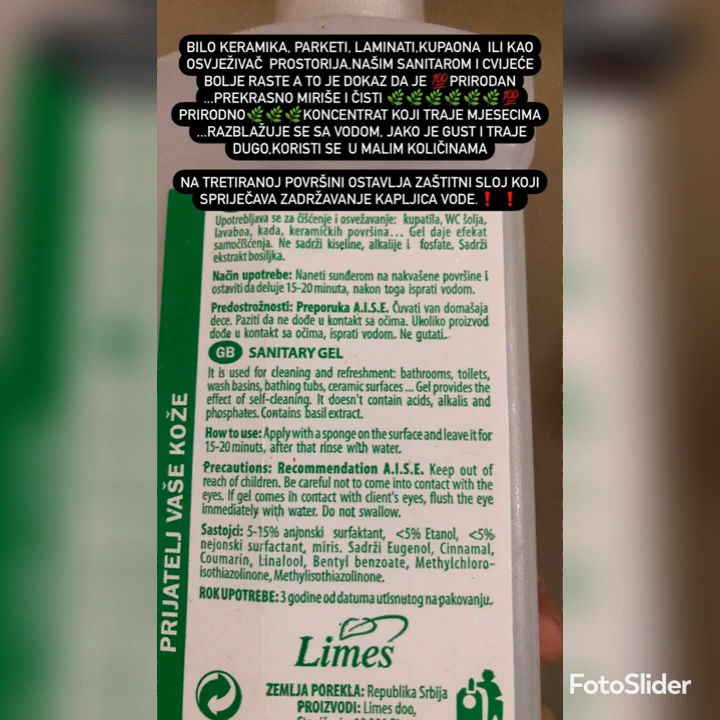 BILO KERAMIKA, PARKETI, LAMINATI,KUPAONA ILI KAO
OSVJEŽIVAČ PROSTORIJA.NAŠIM SANITAROM I CVIJEĆE
BOLJE RASTE A TO JE DOKAZ DA JE 💯PRIRODAN
...PREKRASNO MIRIŠE I ČISTI 🌿🌿🌿🌿🌿🌿💯
PRIRODNO🌿🌿🌿KONCENTRAT KOJI TRAJE MJESECIMA
...RAZBLAŽUJE SE SA VODOM, JAKO JE GUST I TRAJE
DUGO,KORISTI SE U MALIM KOLIČINAMA
NA TRETIRANOJ POVRŠINI OSTAVLJA ZAŠTITNI SLOJ KOJI
SPRIJEČAVA ZADRŽAVANJE KAPLJICA VODE.❗❗
Upotrebljava se za čišćenje i osvežavanje: kupatila, WC šolja,
lavaboa, kada, keramičkih površina... Gel daje efekat
samočišćenja. Ne sadrži kiseline, alkalije i fosfate. Sadrži
ekstrakt bosiljka.
Način upotrebe: Naneti sunđerom na nakvašene površine i
ostaviti da deluje 15-20 minuta, nakon toga isprati vodom.
Predostrožnosti: Preporuka A.I.S.E. Čuvati van domašaja
dece. Paziti da ne dođe u kontakt sa očima. Ukoliko proizvod
dođe u kontakt sa očima, isprati vodom. Ne gutati.
GB SANITARY GEL
It is used for cleaning and refreshment: bathrooms, toilets,
wash basins, bathing tubs, ceramic surfaces ... Gel provides the
effect of self-cleaning. It doesn't contain acids, alkalis and
phosphates. Contains basil extract.
How to use: Apply with a sponge on the surface and leave it for
15-20 minuts, after that rinse with water.
Precautions: Recommendation A.I.S.E. Keep out of
reach of children. Be careful not to come into contact with the
eyes. If gel comes in contact with client's eyes, flush the eye
immediately with water. Do not swallow.
Sastojci: 5-15% anjonski surfaktant, <5% Etanol, <5%
nejonski surfactant, miris. Sadrži Eugenol, Cinnamal,
Coumarin, Linalool, Bentyl benzoate, Methylchloro-
isothiazolinone, Methylisothiazolinone.
ROK UPOTREBE: 3 godine od datuma utisnutog na pakovanju.
PRIJATELJ VAŠE KOŽE
Limes
ZEMLJA POREKLA: Republika Srbija
PROIZVODI: Limes doo,
FotoSlider